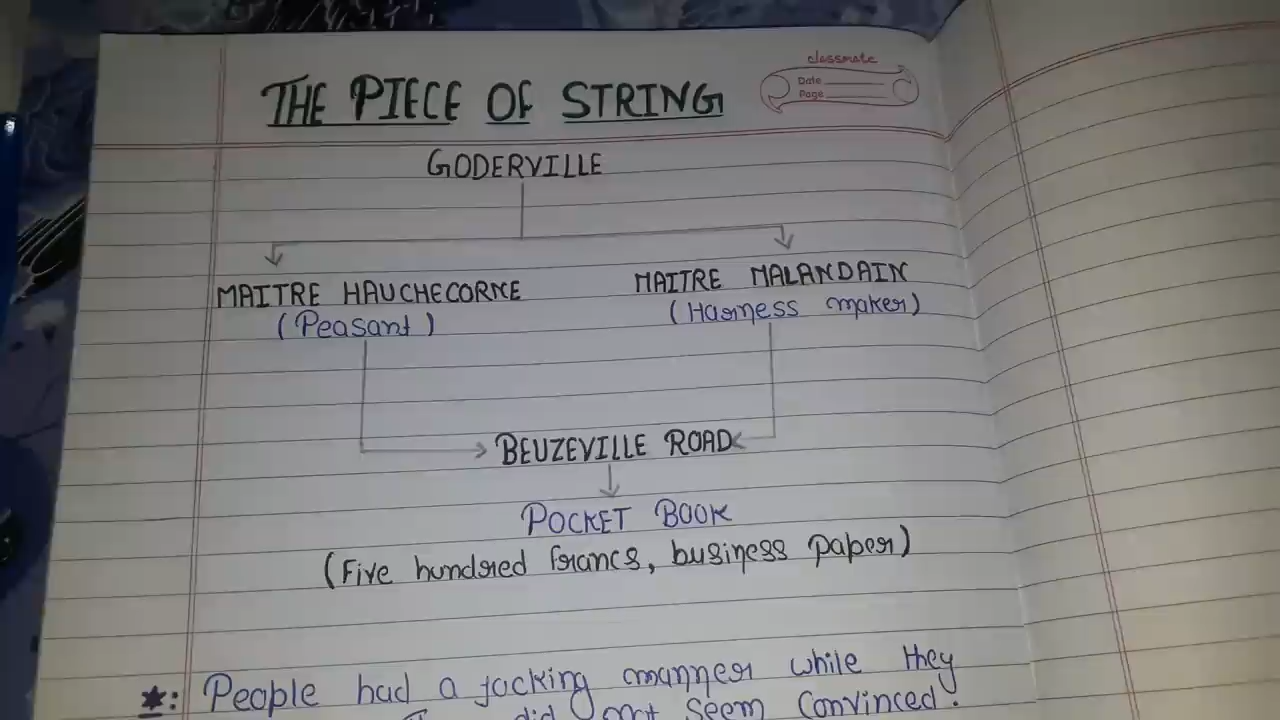 classmate
Date
Page
THE PIECE OF STRING
GODERVILLE
MAITRE HAUCHECORNE
(Peasant)
MAITRE MALANDAIN
(Harness maker)
BEUZEVILLE ROAD
POCKET BOOK
(Five hundred francs, business paper)
*: People had a jocking manner while they
did not seem convinced.